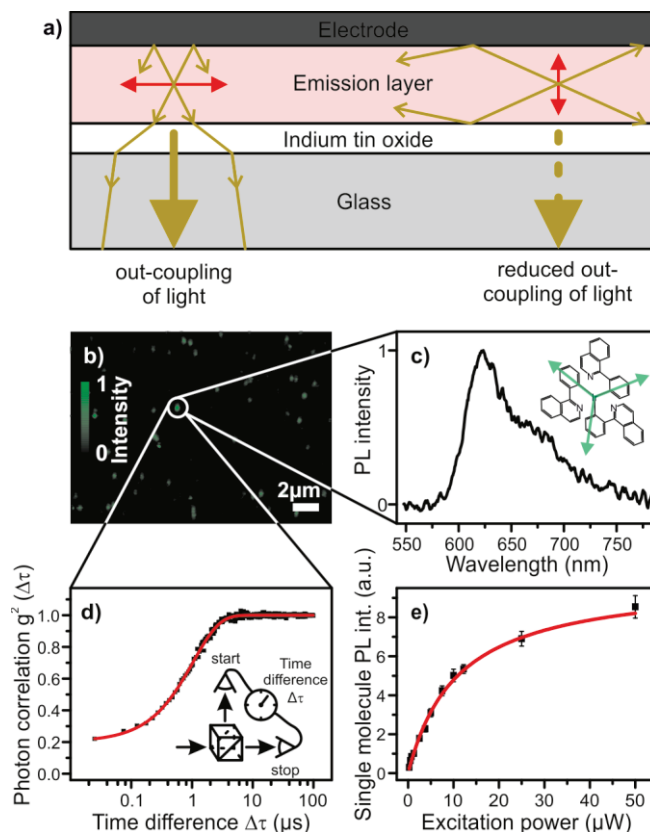 a)
Electrode
Emission layer
Indium tin oxide
Glass
out-coupling
of light
reduced out-
coupling of light
b)
1
Intensity
0
2µm
c)
1
PL intensity
0
N
N
N
550 600 650 700 750
Wavelength (nm)
d)
Photon correlation g² (Δτ)
1.0
0.8
0.6
0.4
0.2
0.0
start
Time
difference
Δτ
stop
0.1 1 10 100
Time difference Δτ (µs)
e)
Single molecule PL int. (a.u.)
8
6
4
2
0
0 10 20 30 40 50
Excitation power (µW)